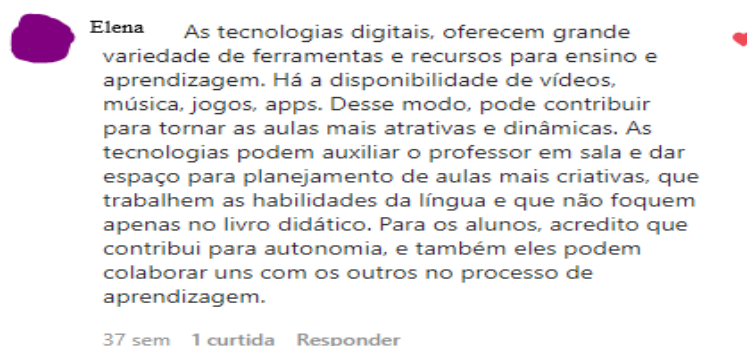 Elena As tecnologias digitais, oferecem grande
variedade de ferramentas e recursos para ensino e
aprendizagem. Há a disponibilidade de vídeos,
música, jogos, apps. Desse modo, pode contribuir
para tornar as aulas mais atrativas e dinâmicas. As
tecnologias podem auxiliar o professor em sala e dar
espaço para planejamento de aulas mais criativas, que
trabalhem as habilidades da língua e que não foquem
apenas no livro didático. Para os alunos, acredito que
contribui para autonomia, e também eles podem
colaborar uns com os outros no processo de
aprendizagem.
37 sem 1 curtida Responder